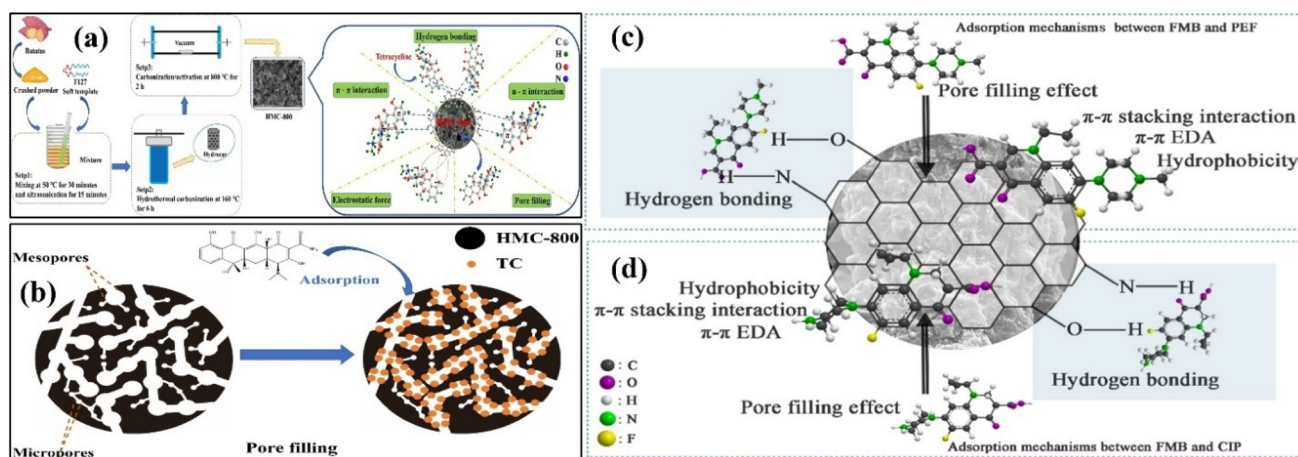 (a)
Batatas
Crushed powder
F127
Soft template
Mixture
Setp1:
Mixing at 50 °C for 30 minutes
and ultrasonication for 15 minutes
Setp3:
Carbonization/activation at 800 °C for
2 h
Vacuum
Hydrocar
Setp2:
Hydrothermal carbonization at 160 °C
for 6 h
HMC-800
Hydrogen bonding
Tetracycline
C
H
O
N
π - π interaction
n - π interaction
Electrostatic force
Pore filling
(b)
Mesopores
Micropores
Adsorption
HMC-800
TC
Pore filling
(c)
Adsorption mechanisms between FMB and PEF
Pore filling effect
π-π stacking interaction
π-π EDA
Hydrophobicity
H O
H N
Hydrogen bonding
(d)
Hydrophobicity
π-π stacking interaction
π-π EDA
N H
O H
Hydrogen bonding
: C
: O
: H
: N
: F
Pore filling effect
Adsorption mechanisms between FMB and CIP